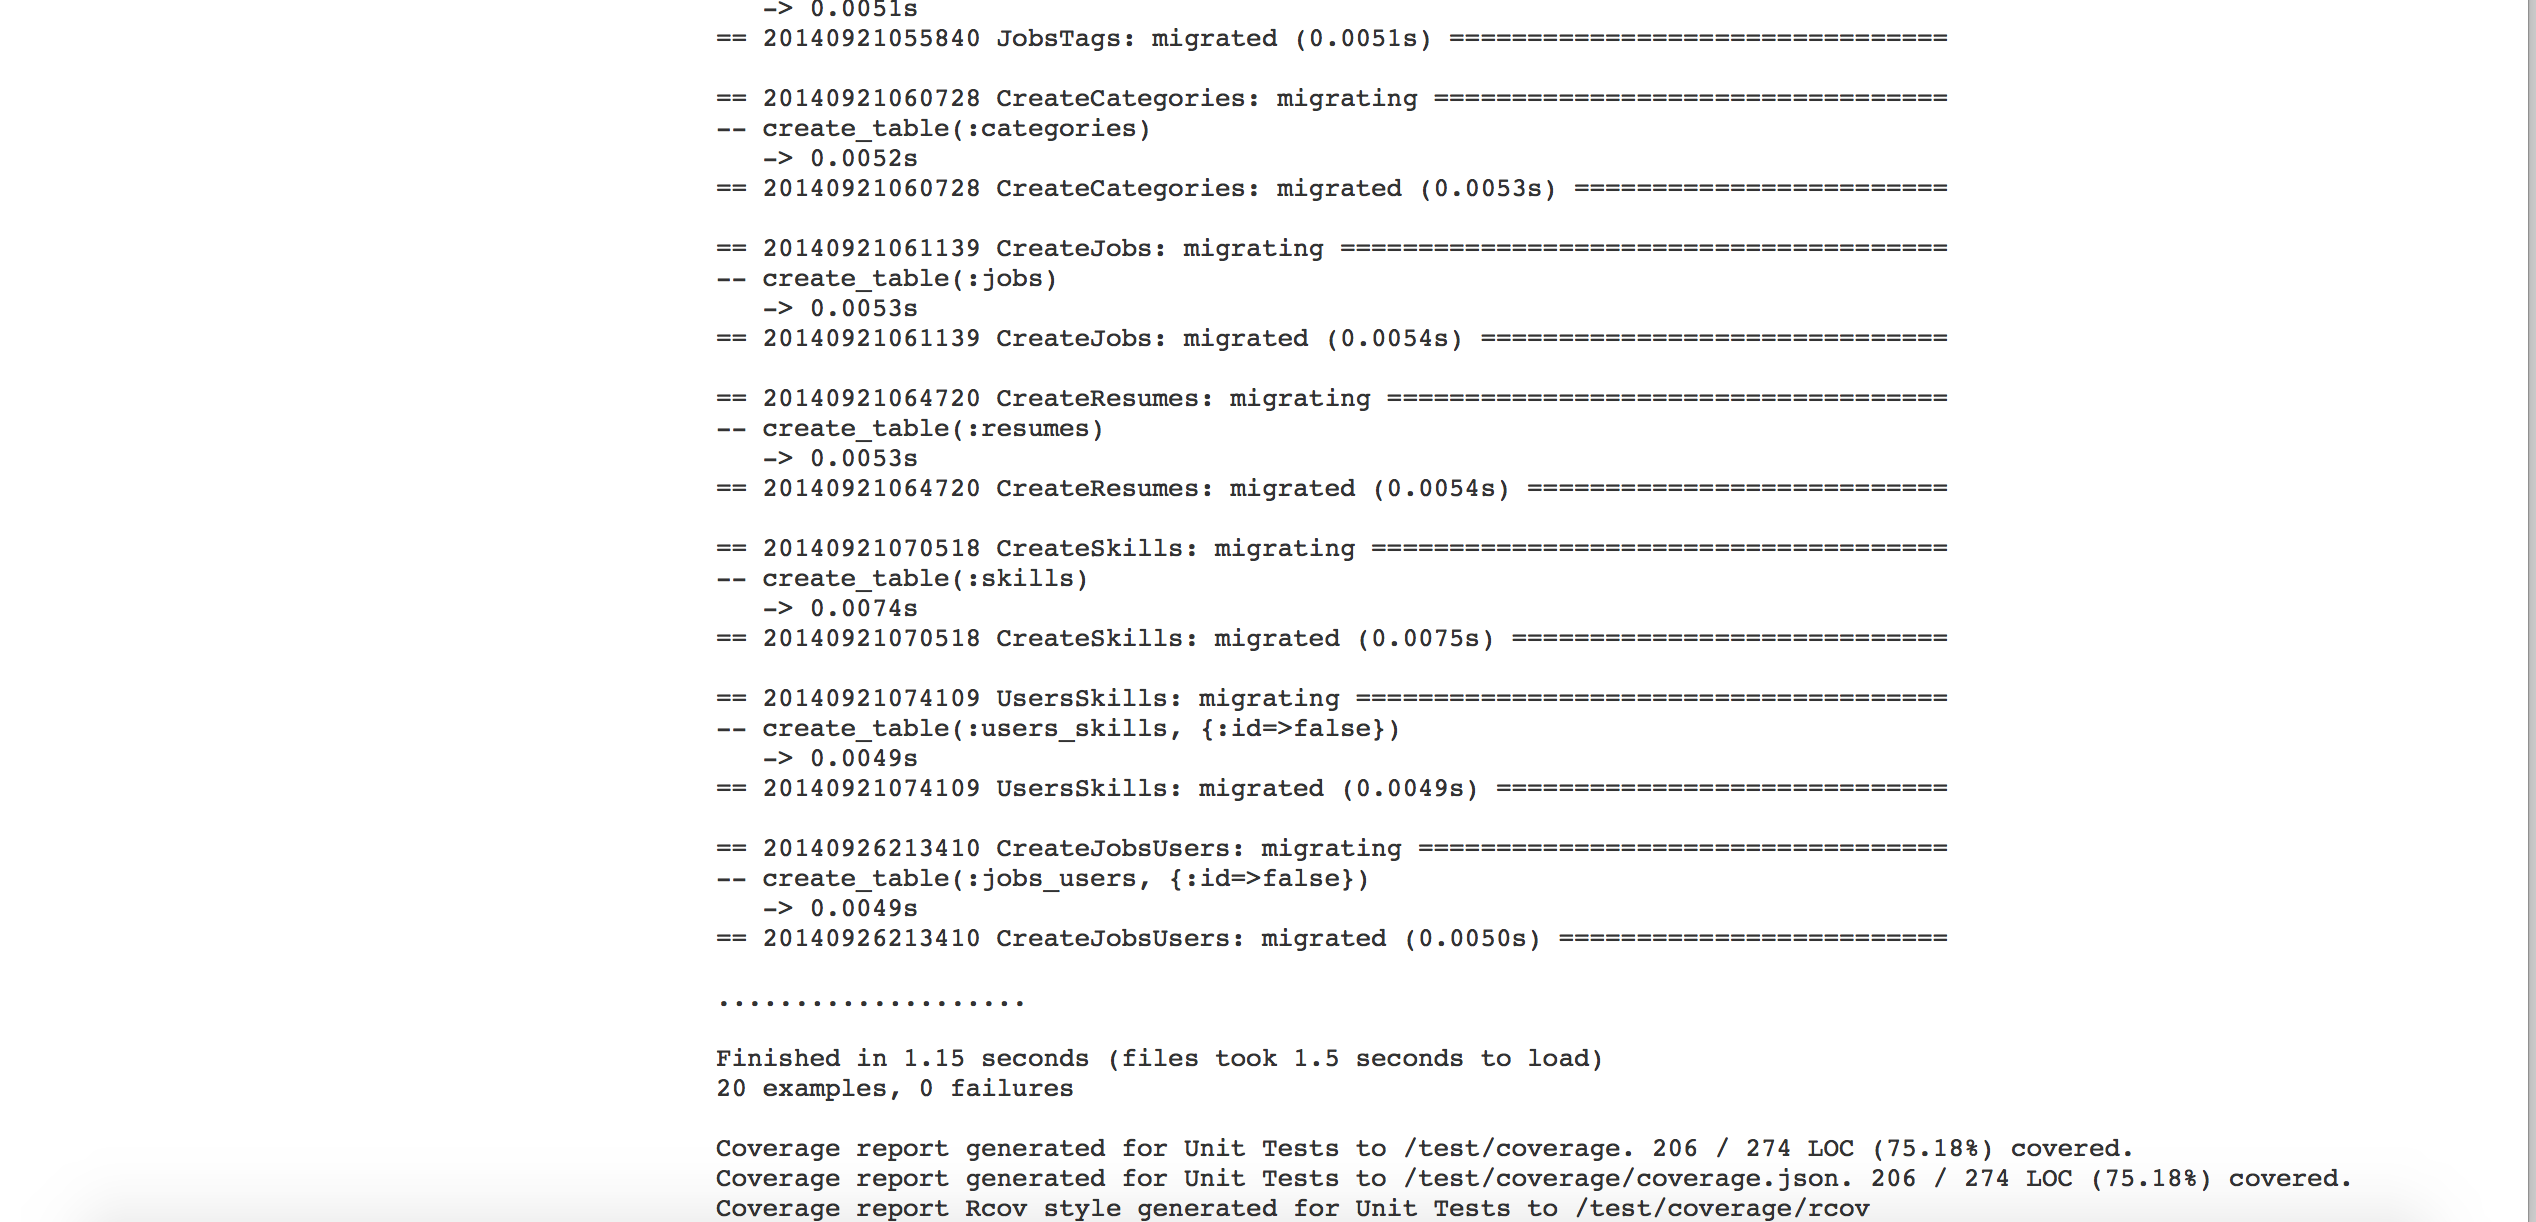 -> 0.0051s
== 20140921055840 JobsTags: migrated (0.0051s) ================================

== 20140921060728 CreateCategories: migrating =================================
-- create_table(:categories)
   -> 0.0052s
== 20140921060728 CreateCategories: migrated (0.0053s) ========================

== 20140921061139 CreateJobs: migrating =======================================
-- create_table(:jobs)
   -> 0.0053s
== 20140921061139 CreateJobs: migrated (0.0054s) ==============================

== 20140921064720 CreateResumes: migrating ====================================
-- create_table(:resumes)
   -> 0.0053s
== 20140921064720 CreateResumes: migrated (0.0054s) ===========================

== 20140921070518 CreateSkills: migrating =====================================
-- create_table(:skills)
   -> 0.0074s
== 20140921070518 CreateSkills: migrated (0.0075s) ============================

== 20140921074109 UsersSkills: migrating ======================================
-- create_table(:users_skills, {:id=>false})
   -> 0.0049s
== 20140921074109 UsersSkills: migrated (0.0049s) =============================

== 20140926213410 CreateJobsUsers: migrating ==================================
-- create_table(:jobs_users, {:id=>false})
   -> 0.0049s
== 20140926213410 CreateJobsUsers: migrated (0.0050s) =========================

....................

Finished in 1.15 seconds (files took 1.5 seconds to load)
20 examples, 0 failures

Coverage report generated for Unit Tests to /test/coverage. 206 / 274 LOC (75.18%) covered.
Coverage report generated for Unit Tests to /test/coverage/coverage.json. 206 / 274 LOC (75.18%) covered.
Coverage report Rcov style generated for Unit Tests to /test/coverage/rcov